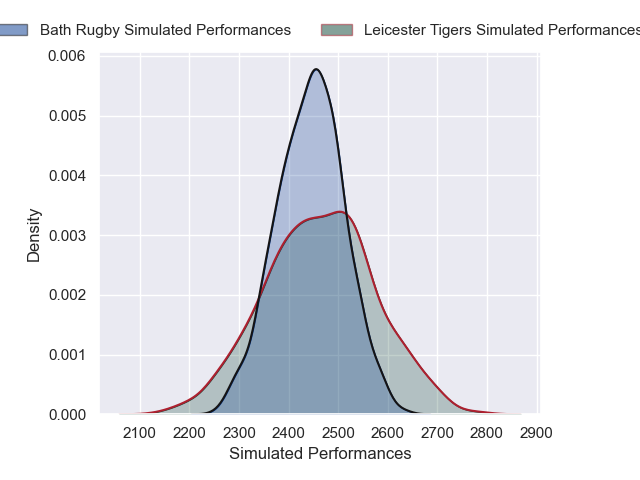 Bath Rugby Simulated Performances Leicester Tigers Simulated Performances
0.006
0.005
0.004
0.003
0.002
0.001
0.000
Density
2100 2200 2300 2400 2500 2600 2700 2800 2900
Simulated Performances